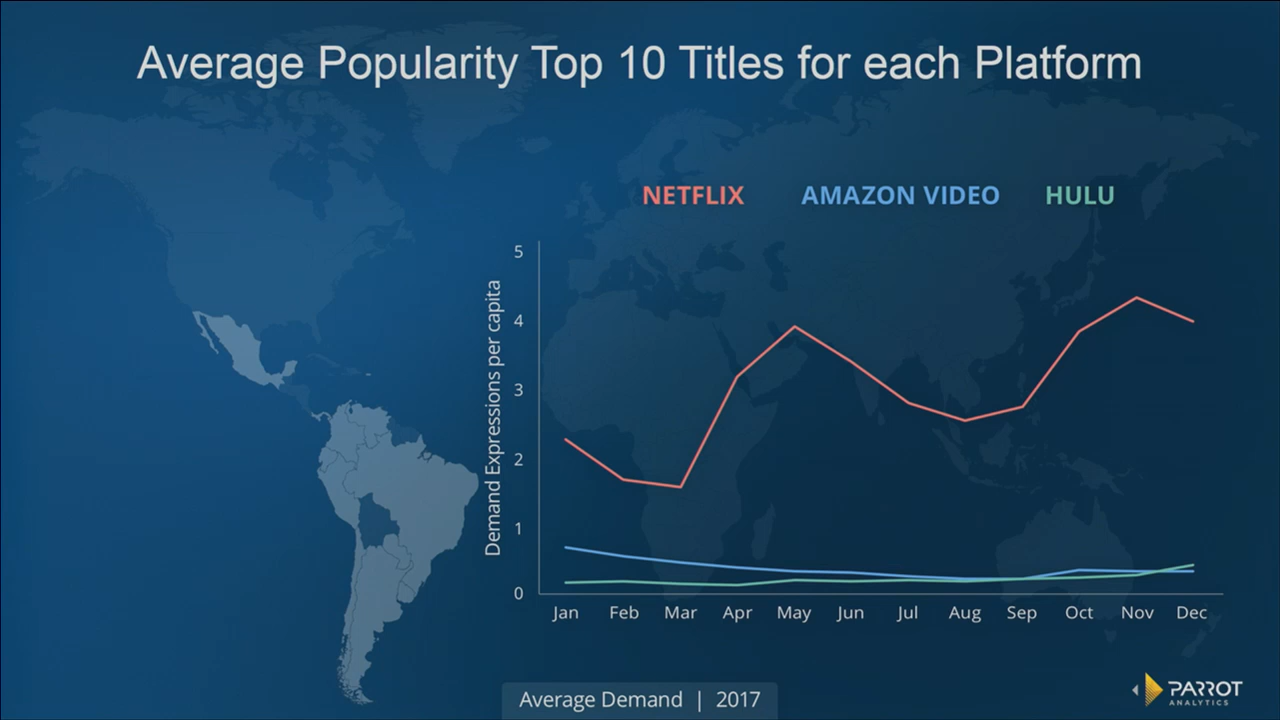 Average Popularity Top 10 Titles for each Platform
NETFLIX AMAZON VIDEO HULU
Demand Expressions per capita
5
4
3
2
1
0
Jan Feb Mar Apr May Jun Jul Aug Sep Oct Nov Dec
Average Demand | 2017
PARROT
ANALYTICS